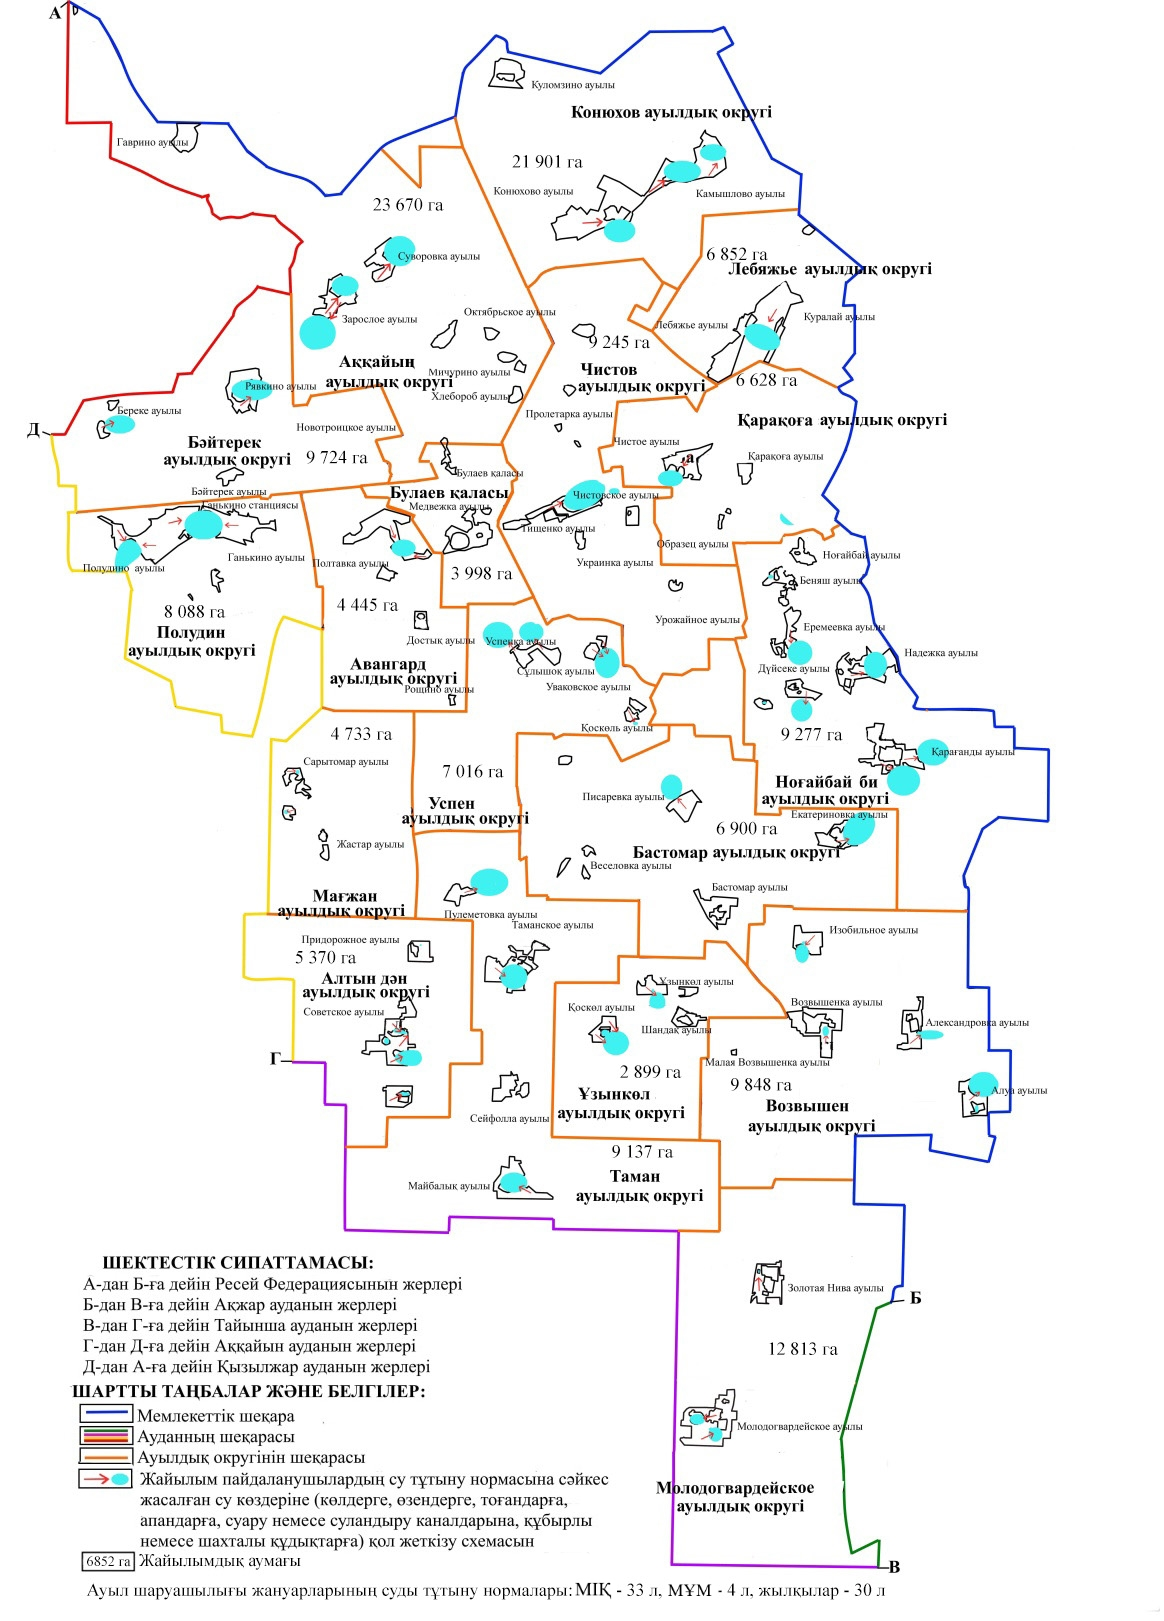 А
Куломзино ауылы
Конюхов ауылдық округі
Гаврино ауылы
21 901 га
Конюхово ауылы
Камышлово ауылы
23 670 га
6 852 га
Суворовка ауылы
Лебяжье ауылдық округі
Октябрьское ауылы
Зарослое ауылы
Лебяжье ауылы
Куралай ауылы
9 245 га
Аққайың
ауылдық округі
Мичурино ауылы
Чистов
ауылдық округі
6 628 га
Рявкино ауылы
Хлебороб ауылы
Береке ауылы
Пролетарка ауылы
Қарақоға ауылдық округі
Новотроицкое ауылы
Д
Бәйтерек
ауылдық округі
9 724 га
Чистое ауылы
Қарақоға ауылы
Булаев қаласы
Бәйтерек ауылы
Булаев қаласы
Чистовское ауылы
Ганькино станциясы
Медвежка ауылы
Тищенко ауылы
Ганькино ауылы
Полтавка ауылы
Образец ауылы
Ноғайбай ауылы
Полудино ауылы
Украинка ауылы
3 998 га
Беняш ауылы
8 088 га
4 445 га
Полудин
ауылдық округі
Урожайное ауылы
Еремеевка ауылы
Достық ауылы
Успенка ауылы
Надежка ауылы
Авангард
ауылдық округі
Сұлышоқ ауылы
Дүйсеке ауылы
Рощино ауылы
Уваковское ауылы
Қоскөль ауылы
4 733 га
9 277 га
Қарағанды ауылы
Сарытомар ауылы
7 016 га
Ноғайбай би
ауылдық округі
Писаревка ауылы
Успен
ауылдық округі
Екатериновка ауылы
6 900 га
Жастар ауылы
Бастомар ауылдық округі
Веселовка ауылы
Бастомар ауылы
Мағжан
ауылдық округі
Пулеметовка ауылы
Таманское ауылы
Изобильное ауылы
Придорожное ауылы
5 370 га
Алтын дән
ауылдық округі
Ұзынкөл ауылы
Советское ауылы
Қоскөл ауылы
Возвышенка ауылы
Шандақ ауылы
Александровка ауылы
Г
Малая Возвышенка ауылы
2 899 га
9 848 га
Алуа ауылы
Ұзынкөл
ауылдық округі
Возвышен
ауылдық округі
Сейфолла ауылы
9 137 га
Таман
ауылдық округі
Майбалық ауылы
ШЕКТЕСТІК СИПАТТАМАСЫ:
А-дан Б-ға дейін Ресей Федерациясынын жерлері
Б-дан В-ға дейін Ақжар ауданын жерлері
В-дан Г-ға дейін Тайынша ауданын жерлері
Г-дан Д-ға дейін Аққайын ауданын жерлері
Д-дан А-ға дейін Қызылжар ауданын жерлері
Золотая Нива ауылы
Б
12 813 га
ШАРТТЫ ТАҢБАЛАР ЖӘНЕ БЕЛГІЛЕР:
Мемлекеттік шеқара
Ауданның шеқарасы
Ауылдық округінін шеқарасы
Молодогвардейское ауылы
Жайылым пайдаланушылардың су тұтыну нормасына сәйкес
жасалған су көздеріне (көлдерге, өзендерге, тоғандарға,
апандарға, суару немесе суландыру каналдарына, құбырлы
немесе шахталы құдықтарға) қол жеткізу схемасын
Молодогвардейское
ауылдық округі
6852 га
Жайылымдық аумағы
В
Ауыл шаруашылығы жануарларының суды тұтыну нормалары: МІҚ - 33 л, МҰМ - 4 л, жылқылар - 30 л